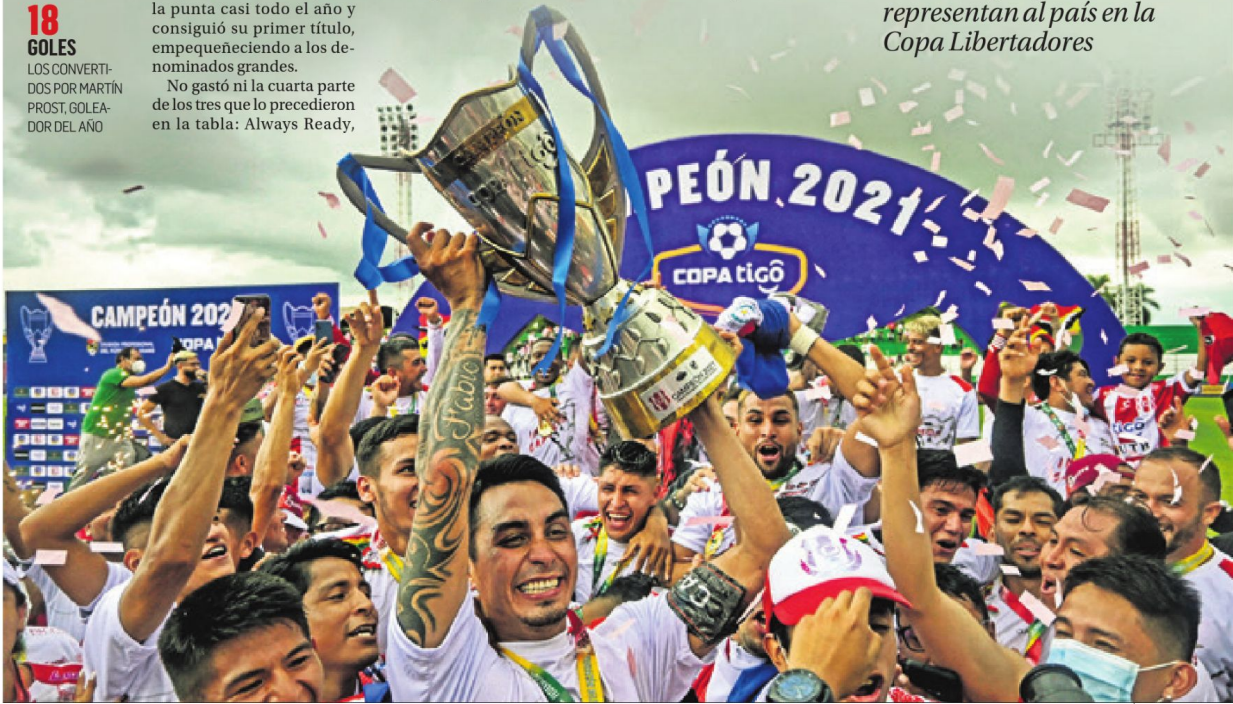 18
GOLES
LOS CONVERTI-
DOS POR MARTÍN
PROST, GOLEA-
DOR DEL AÑO
la punta casi todo el año y
consiguió su primer título,
empequeñeciendo a los de-
nominados grandes.
No gastó ni la cuarta parte
de los tres que lo precedieron
en la tabla: Always Ready,
representan al país en la
Copa Libertadores
CAMPEÓN
tigo
PEÓN 2021
COPA tigo
CAMPEÓN 202
COPA
Fabio